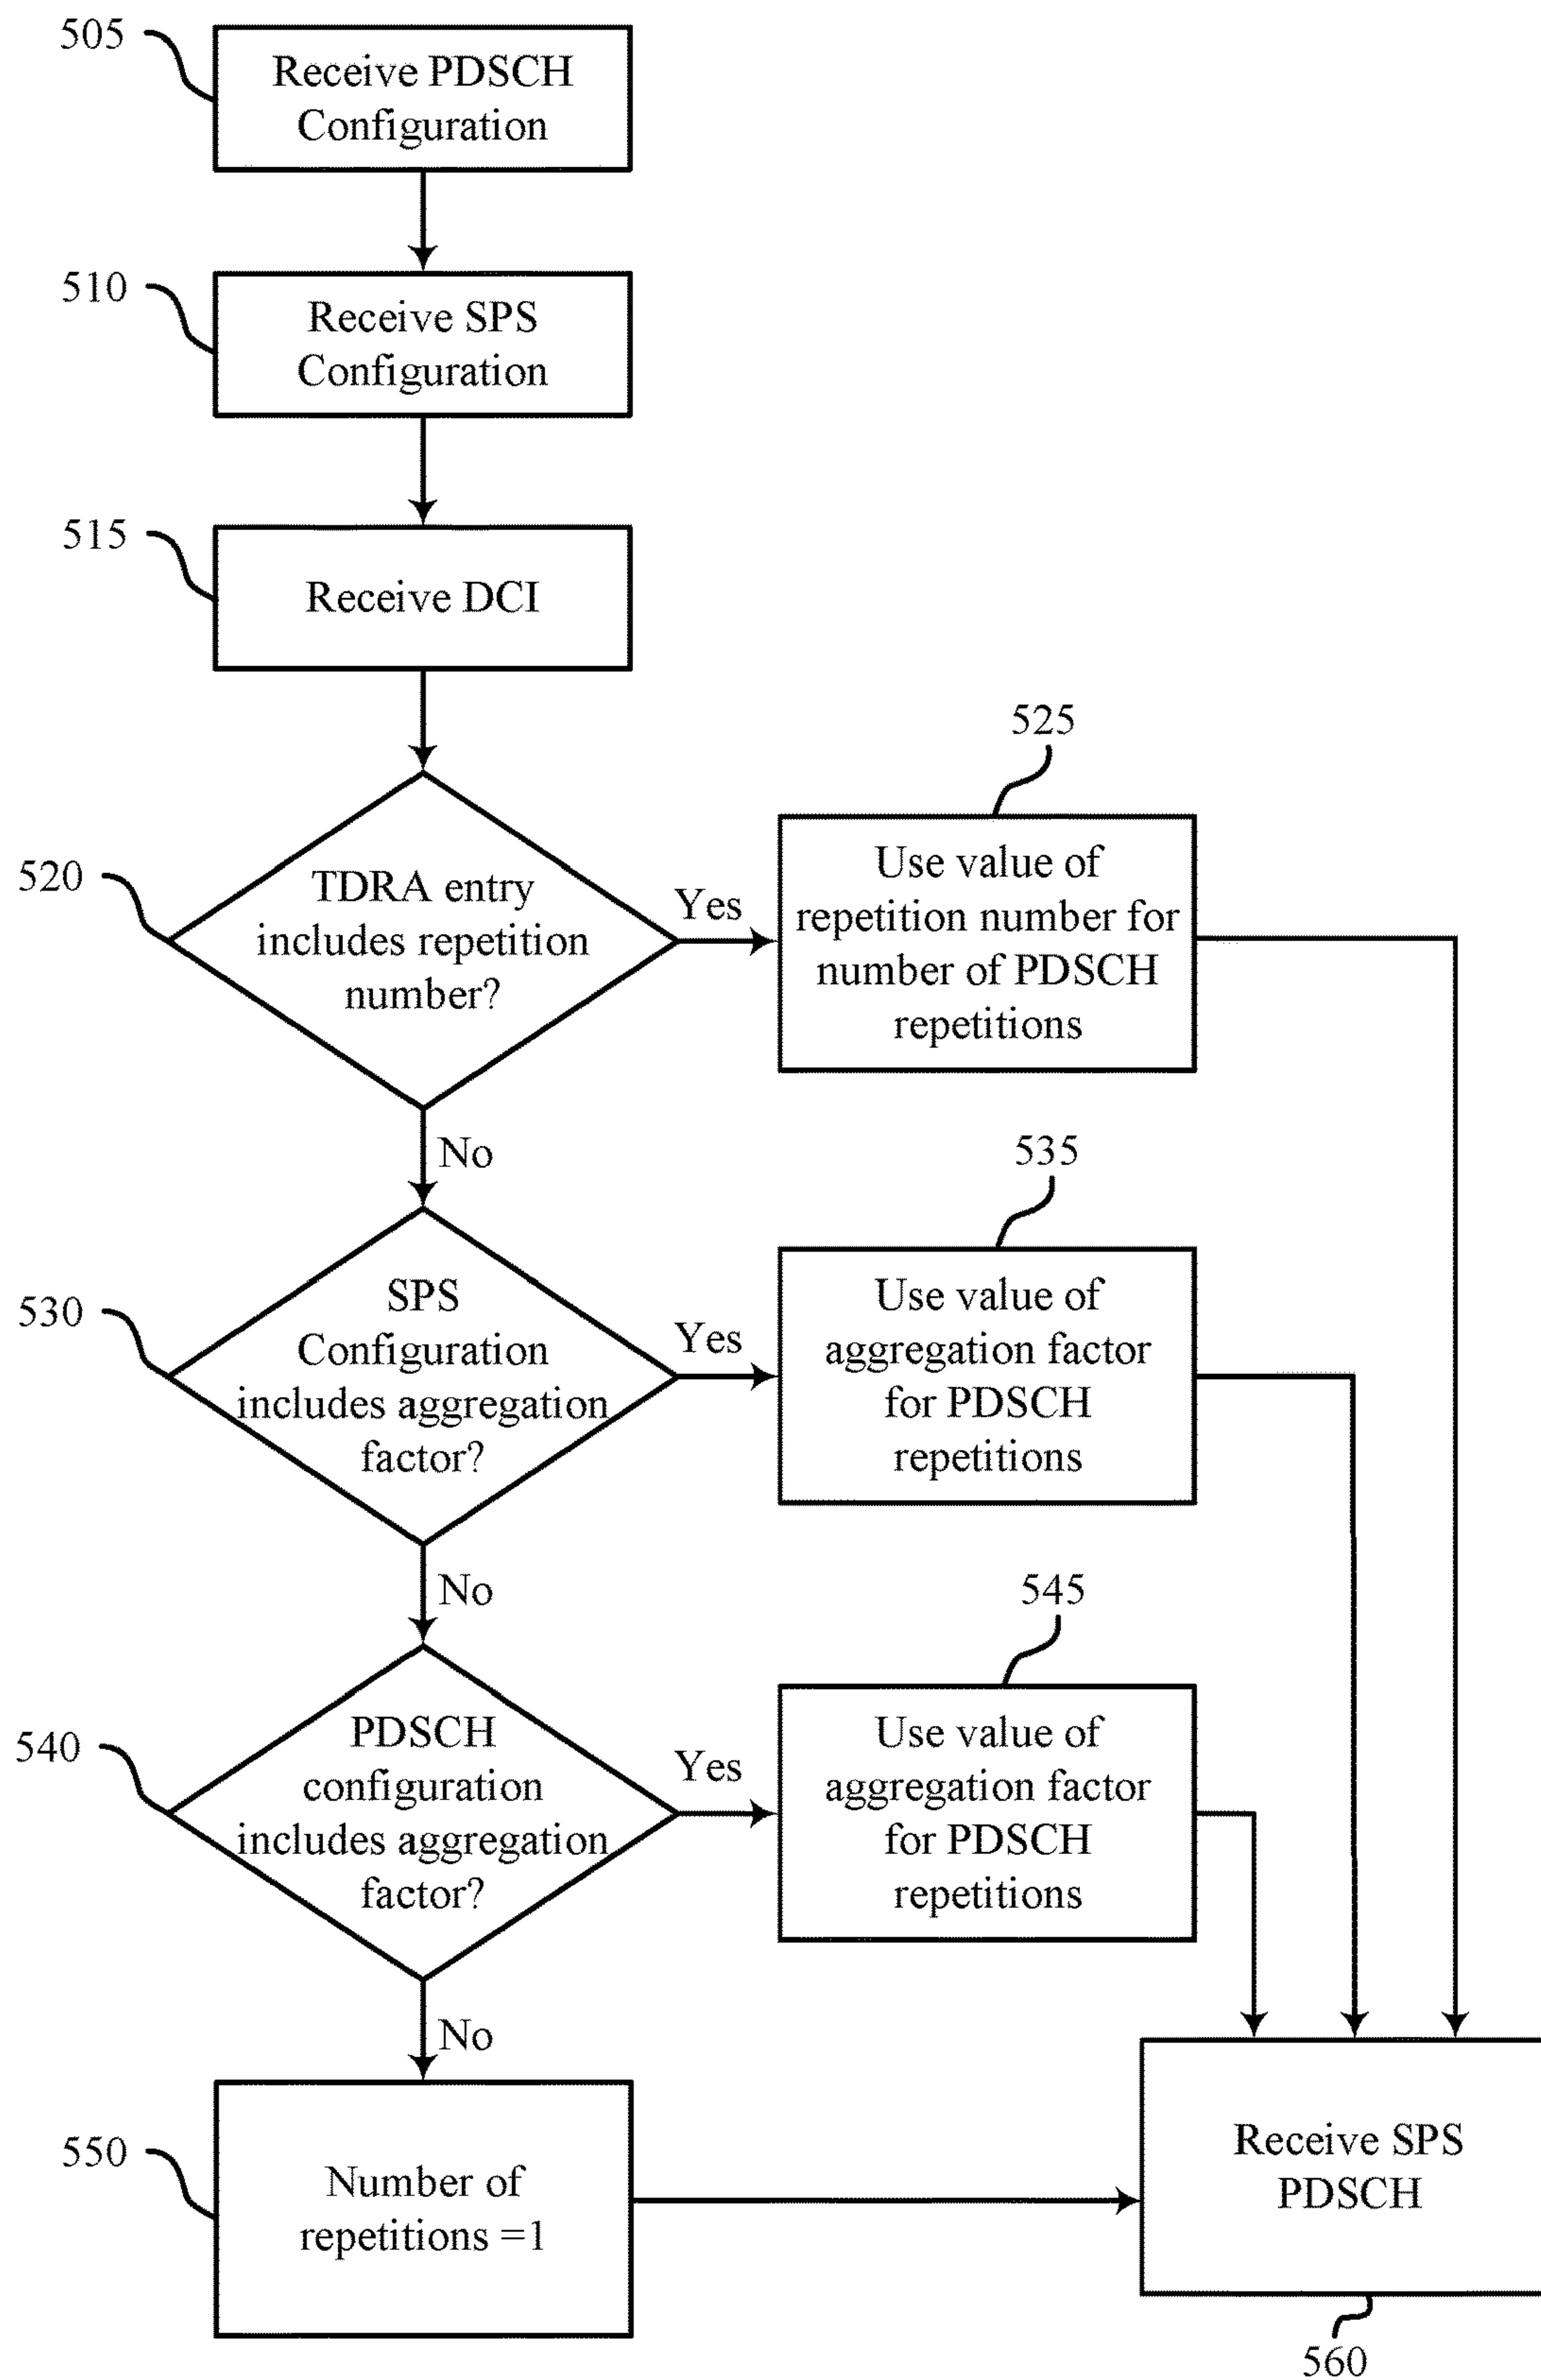 505
Receive PDSCH
Configuration
510
Receive SPS
Configuration
515
Receive DCI
520
TDRA entry
includes repetition
number?
Yes
525
Use value of
repetition number for
number of PDSCH
repetitions
No
530
SPS
Configuration
includes aggregation
factor?
Yes
535
Use value of
aggregation factor
for PDSCH
repetitions
No
540
PDSCH
configuration
includes aggregation
factor?
Yes
545
Use value of
aggregation factor
for PDSCH
repetitions
No
550
Number of
repetitions =1
Receive SPS
PDSCH
560